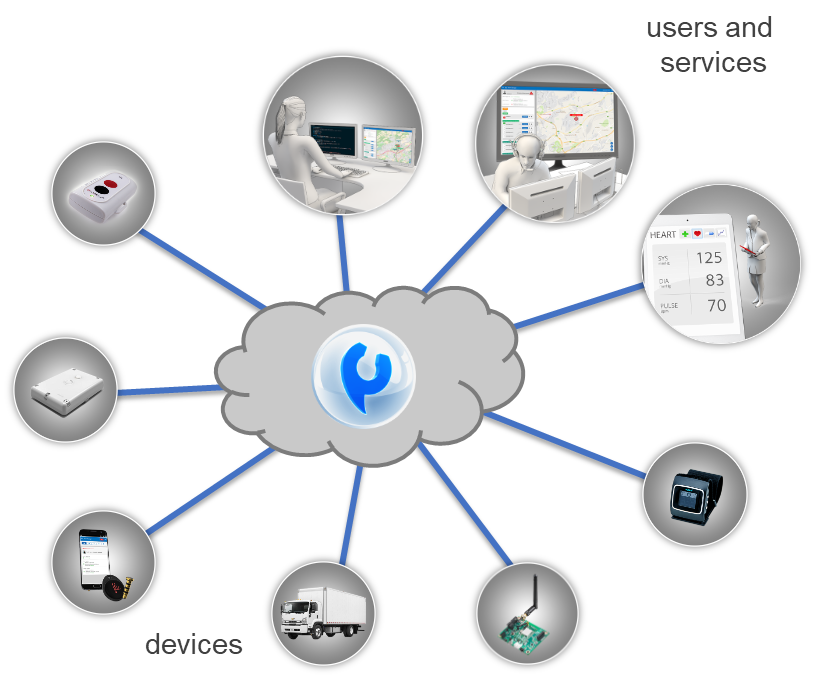 users and
services
HEART
SYS
125
DIA
83
PULSE
70
devices